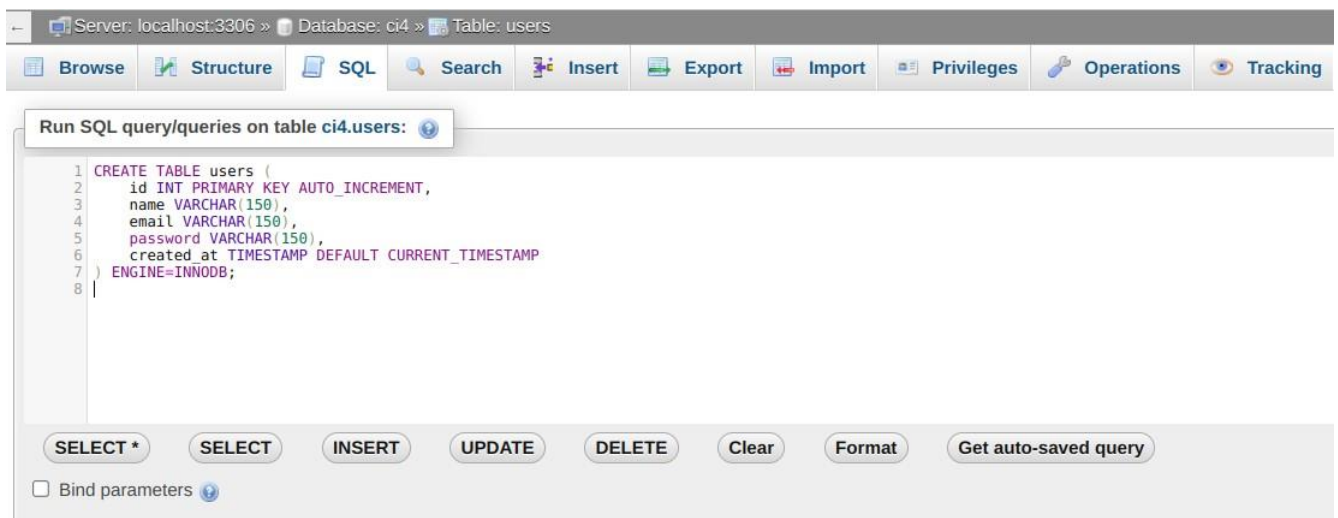 ← Server: localhost:3306 » Database: ci4 » Table: users
Browse Structure SQL Search Insert Export Import Privileges Operations Tracking
Run SQL query/queries on table ci4.users:
1 CREATE TABLE users (
2     id INT PRIMARY KEY AUTO_INCREMENT,
3     name VARCHAR(150),
4     email VARCHAR(150),
5     password VARCHAR(150),
6     created_at TIMESTAMP DEFAULT CURRENT_TIMESTAMP
7 ) ENGINE=INNODB;
8
SELECT * SELECT INSERT UPDATE DELETE Clear Format Get auto-saved query
Bind parameters